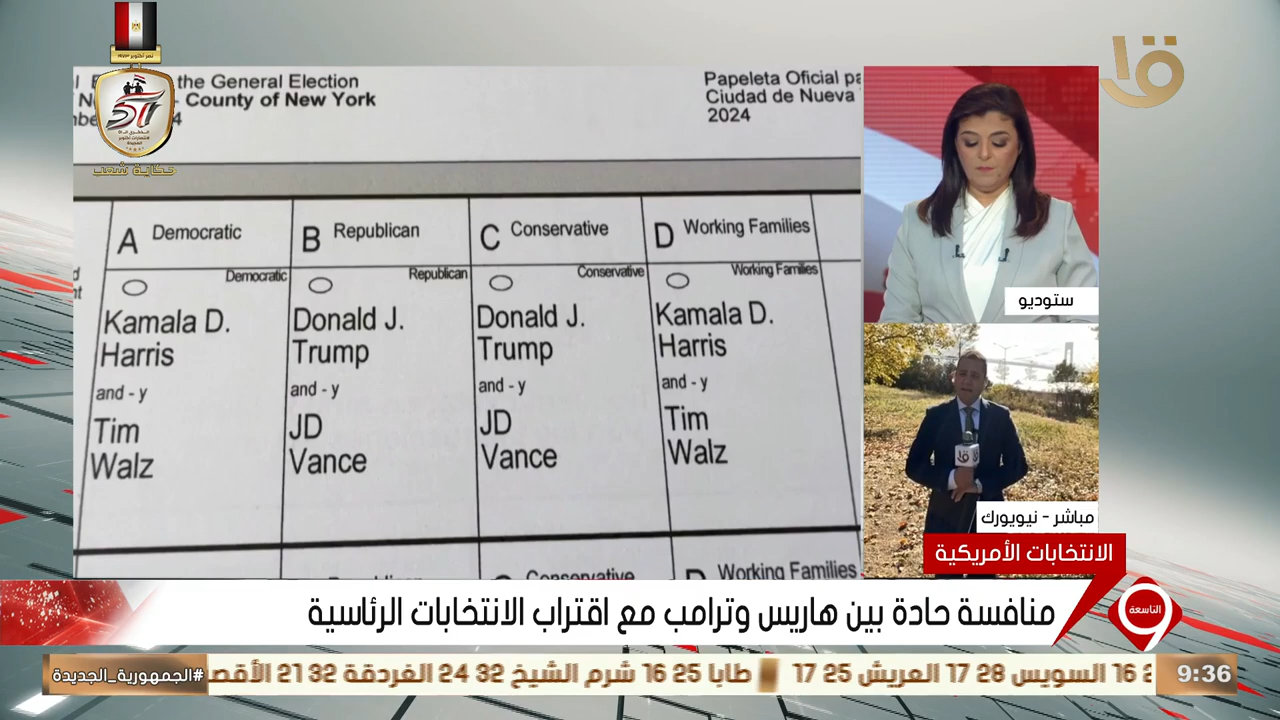 the General Election
County of New York
Papeleta Oficial
Ciudad de Nueva
2024
A Democratic
B Republican
C Conservative
D Working Families
Democratic
Republican
Conservative
Working Families
Kamala D.
Harris
and - y
Tim
Walz
Donald J.
Trump
and - y
JD
Vance
Donald J.
Trump
and - y
JD
Vance
Kamala D.
Harris
and - y
Tim
Walz
Republican
Conservative
Working Families
حكاية شعب
ستوديو
مباشر - نيويورك
الانتخابات الأمريكية
منافسة حادة بين هاريس وترامب مع اقتراب الانتخابات الرئاسية
التاسعة
9
9:36
16 السويس 28 17 العريش 25 17
طابا 25 16 شرم الشيخ 32 24 الغردقة 32 21
#الجمهورية_الجديدة